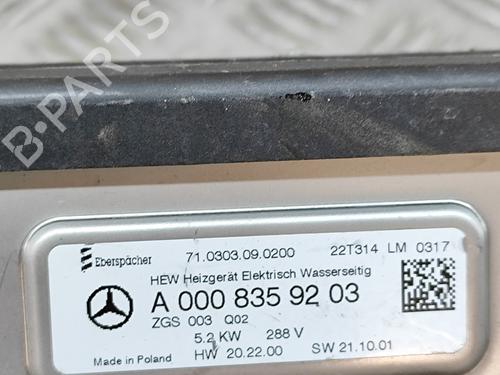 B-PARTS
Eberspächer 71.0303.09.0200 22T314 LM 0317
HEW Heizgerät Elektrisch Wasserseitig
A 000 835 92 03
ZGS 003 Q02
5.2 KW 288 V
Made in Poland HW 20.22.00 SW 21.10.01